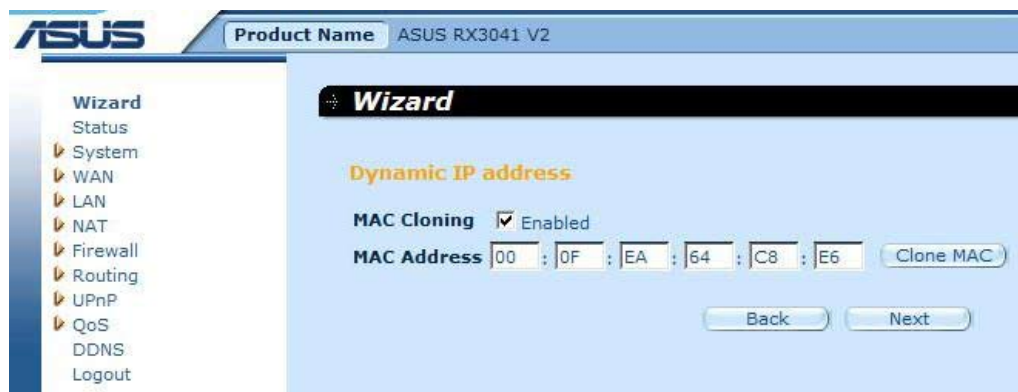 ASUS
Product Name ASUS RX3041 V2
Wizard
Status
System
WAN
LAN
NAT
Firewall
Routing
UPnP
QoS
DDNS
Logout
Wizard
Dynamic IP address
MAC Cloning Enabled
MAC Address 00 : 0F : EA : 64 : C8 : E6 Clone MAC
Back Next